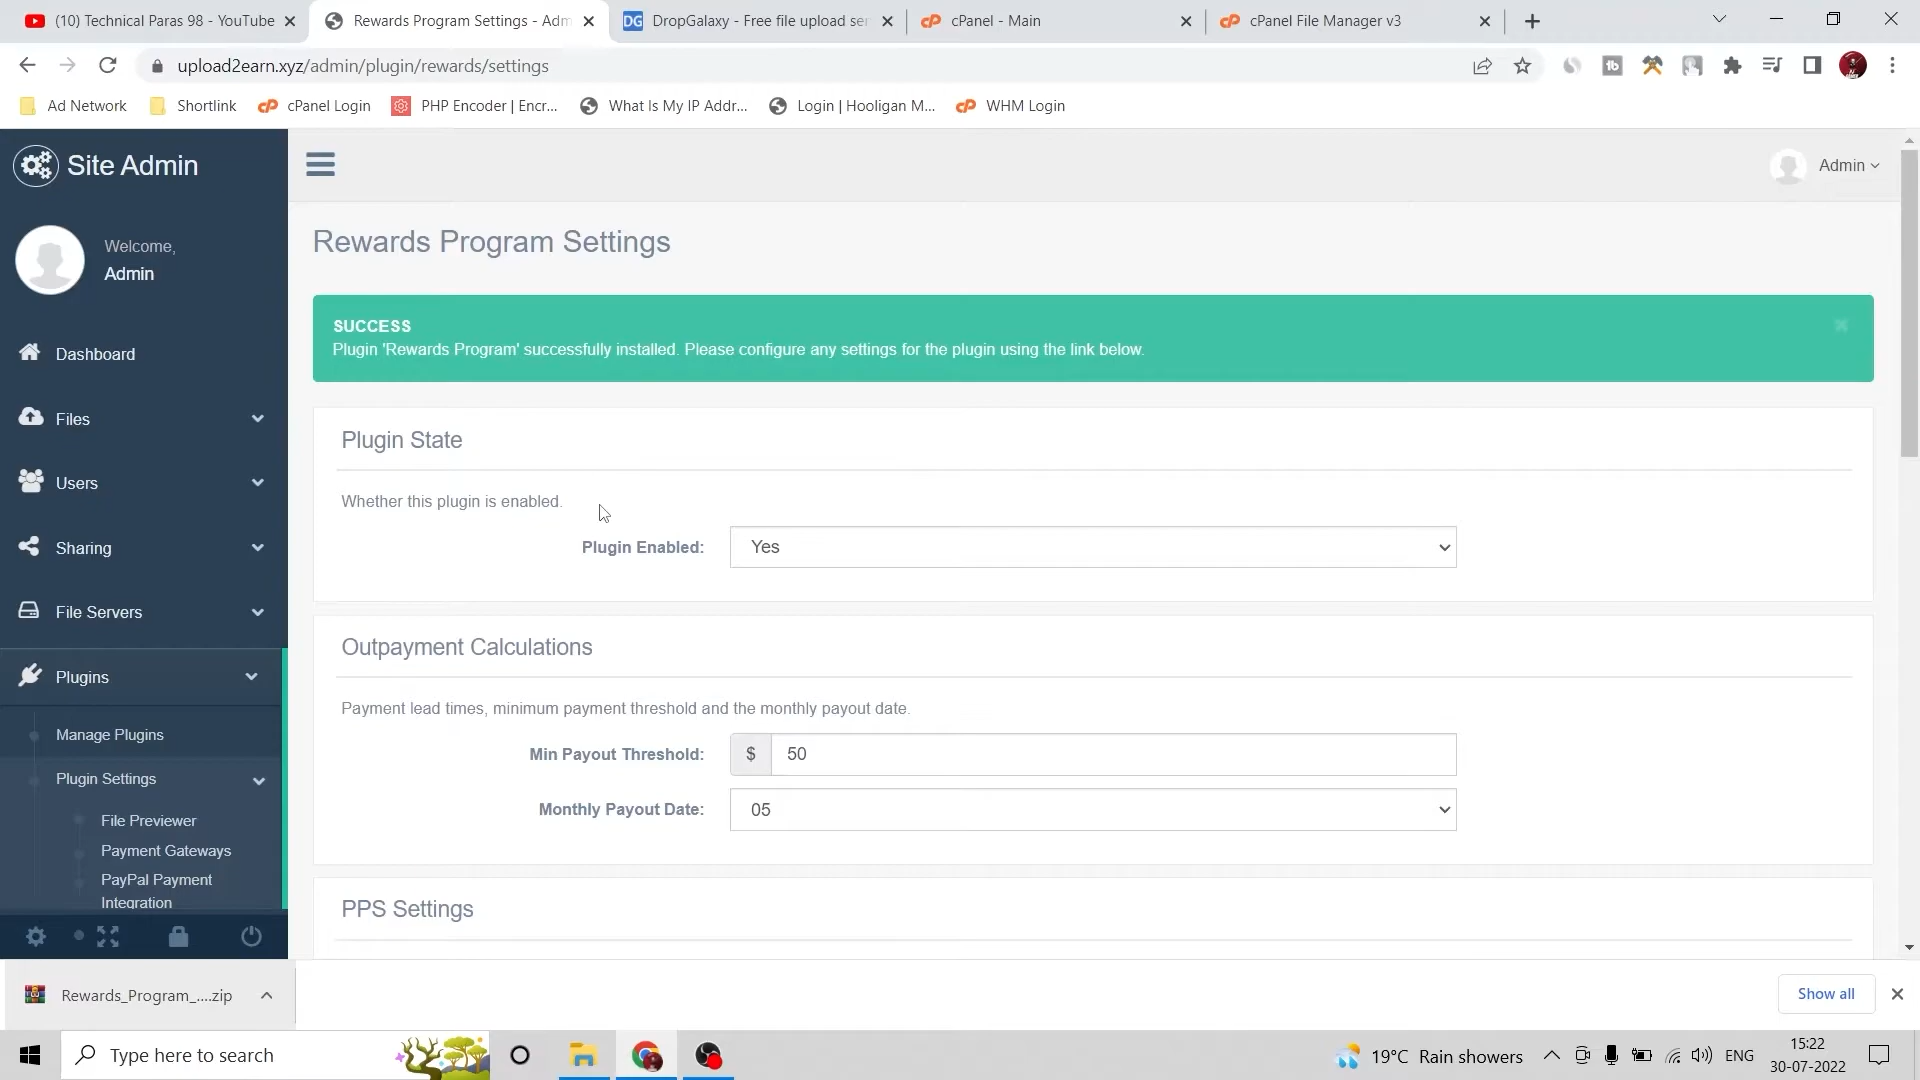 (10) Technical Paras 98 - YouTube
Rewards Program Settings - Adm
DG DropGalaxy - Free file upload ser
cP cPanel - Main
cP cPanel File Manager v3
upload2earn.xyz/admin/plugin/rewards/settings
Ad Network
Shortlink
cP cPanel Login
PHP Encoder | Encr...
What Is My IP Addr...
Login | Hooligan M...
cP WHM Login
Site Admin
Admin
Welcome,
Admin
Dashboard
Files
Users
Sharing
File Servers
Plugins
Manage Plugins
Plugin Settings
File Previewer
Payment Gateways
PayPal Payment
Integration
Rewards Program Settings
SUCCESS
Plugin 'Rewards Program' successfully installed. Please configure any settings for the plugin using the link below.
Plugin State
Whether this plugin is enabled.
Plugin Enabled: Yes
Outpayment Calculations
Payment lead times, minimum payment threshold and the monthly payout date.
Min Payout Threshold: $ 50
Monthly Payout Date: 05
PPS Settings
Rewards_Program_....zip
Show all
Type here to search
19°C Rain showers
ENG
15:22
30-07-2022